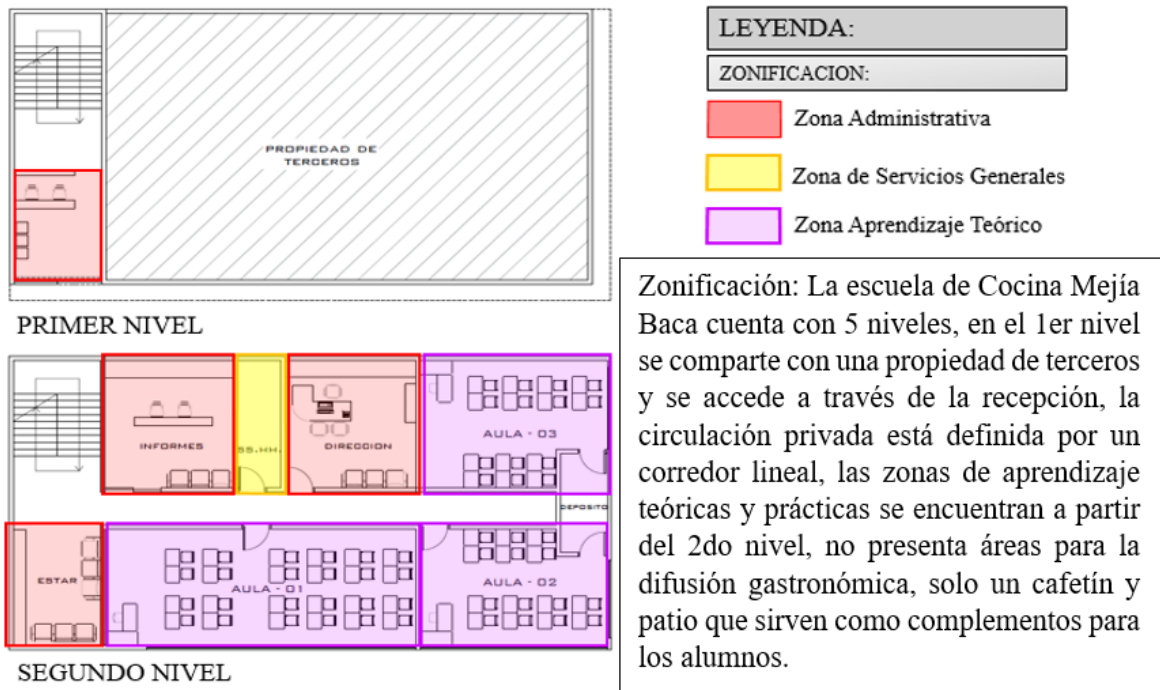 PROPIEDAD DE
TERCEROS
PRIMER NIVEL
INFORMES
SS.HH.
DIRECCION
AULA - 03
DEPOSITO
ESTAR
AULA - 01
AULA - 02
SEGUNDO NIVEL
LEYENDA:
ZONIFICACION:
Zona Administrativa
Zona de Servicios Generales
Zona Aprendizaje Teórico
Zonificación: La escuela de Cocina Mejía
Baca cuenta con 5 niveles, en el 1er nivel
se comparte con una propiedad de terceros
y se accede a través de la recepción, la
circulación privada está definida por un
corredor lineal, las zonas de aprendizaje
teóricas y prácticas se encuentran a partir
del 2do nivel, no presenta áreas para la
difusión gastronómica, solo un cafetín y
patio que sirven como complementos para
los alumnos.